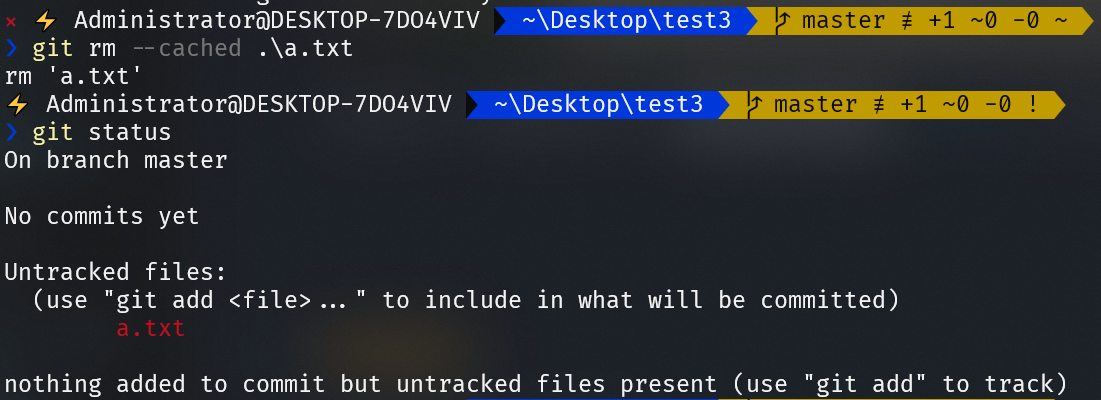 × ⚡ Administrator@DESKTOP-7DO4VIV ~\Desktop\test3 master ≢ +1 ~0 -0 ~
❯ git rm --cached .\a.txt
rm 'a.txt'
⚡ Administrator@DESKTOP-7DO4VIV ~\Desktop\test3 master ≢ +1 ~0 -0 !
❯ git status
On branch master
No commits yet
Untracked files:
(use "git add <file>..." to include in what will be committed)
a.txt
nothing added to commit but untracked files present (use "git add" to track)